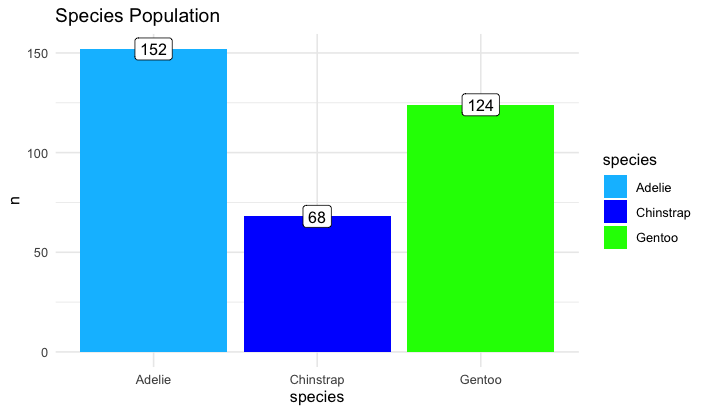 Species Population
150
100
50
0
n
152
68
124
Adelie
Chinstrap
Gentoo
species
species
Adelie
Chinstrap
Gentoo